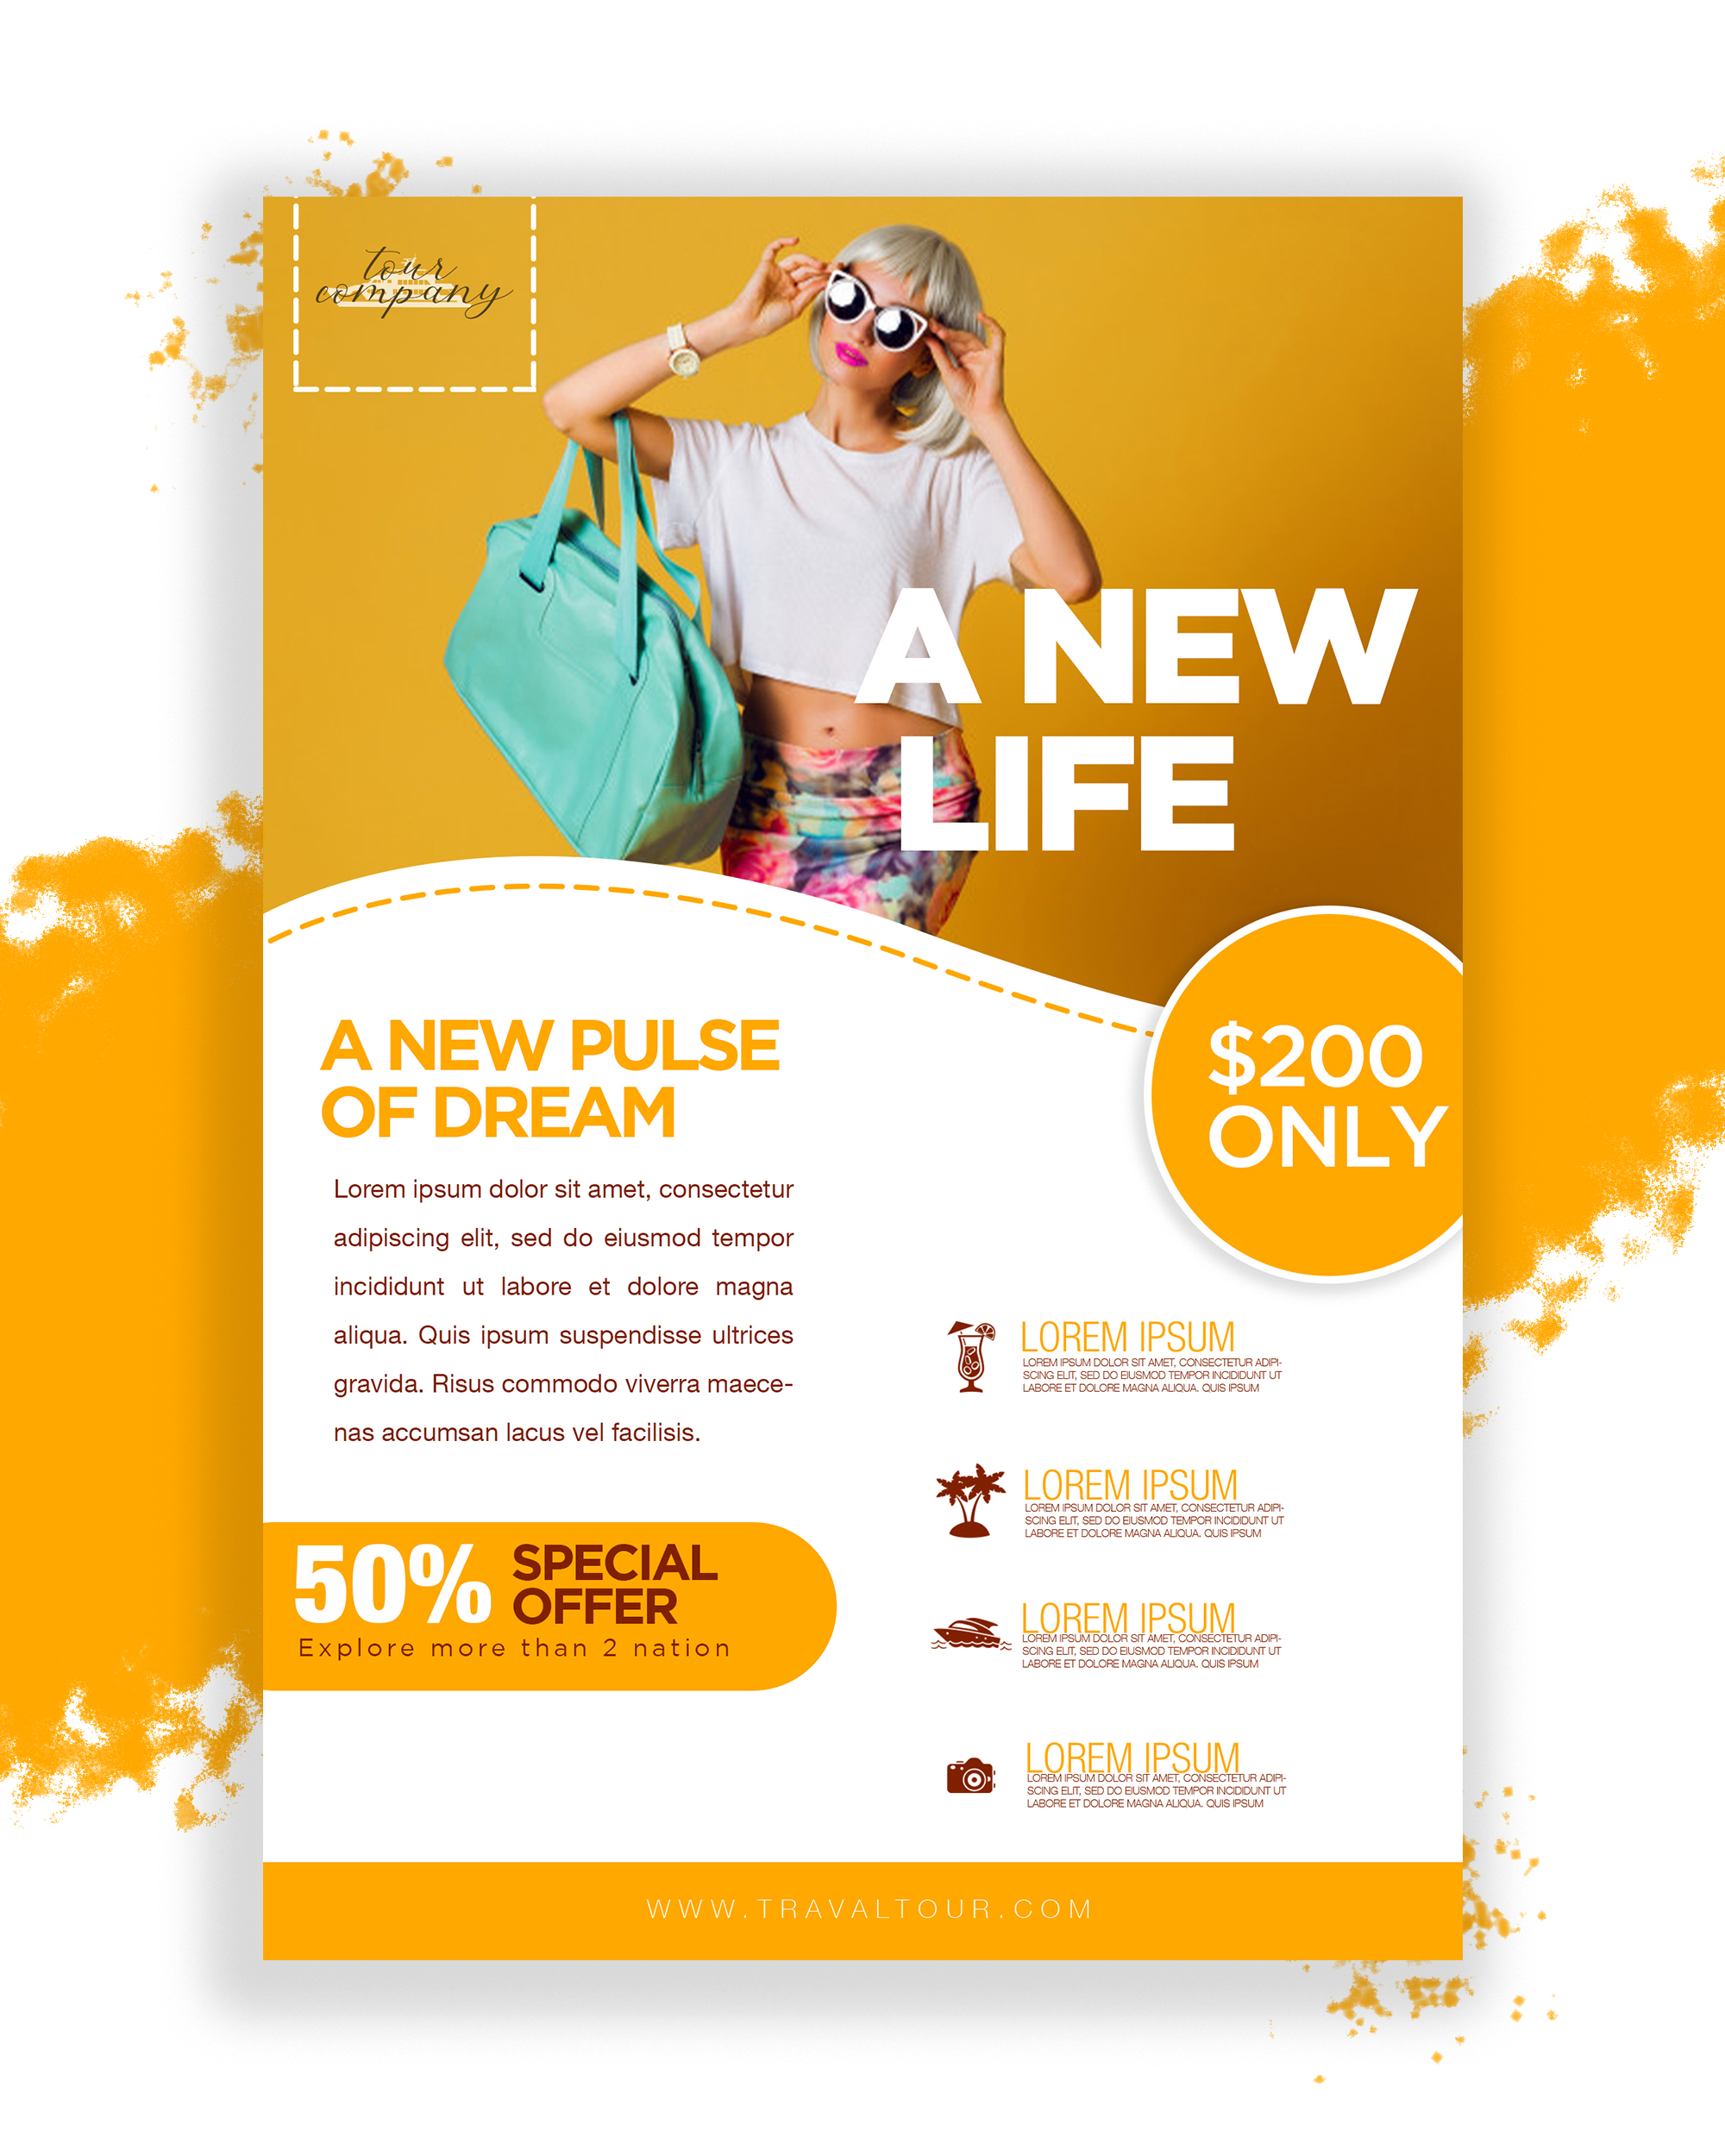 tour
company
A NEW
LIFE
$200
ONLY
A NEW PULSE
OF DREAM
Lorem ipsum dolor sit amet, consectetur
adipiscing elit, sed do eiusmod tempor
incididunt ut labore et dolore magna
aliqua. Quis ipsum suspendisse ultrices
gravida. Risus commodo viverra maece-
nas accumsan lacus vel facilisis.
50% SPECIAL
OFFER
Explore more than 2 nation
LOREM IPSUM
LOREM IPSUM DOLOR SIT AMET, CONSECTETUR ADIPI-
SCING ELIT, SED DO EIUSMOD TEMPOR INCIDIDUNT UT
LABORE ET DOLORE MAGNA ALIQUA. QUIS IPSUM
LOREM IPSUM
LOREM IPSUM DOLOR SIT AMET, CONSECTETUR ADIPI-
SCING ELIT, SED DO EIUSMOD TEMPOR INCIDIDUNT UT
LABORE ET DOLORE MAGNA ALIQUA. QUIS IPSUM
LOREM IPSUM
LOREM IPSUM DOLOR SIT AMET, CONSECTETUR ADIPI-
SCING ELIT, SED DO EIUSMOD TEMPOR INCIDIDUNT UT
LABORE ET DOLORE MAGNA ALIQUA. QUIS IPSUM
LOREM IPSUM
LOREM IPSUM DOLOR SIT AMET, CONSECTETUR ADIPI-
SCING ELIT, SED DO EIUSMOD TEMPOR INCIDIDUNT UT
LABORE ET DOLORE MAGNA ALIQUA. QUIS IPSUM
WWW.TRAVALTOUR.COM